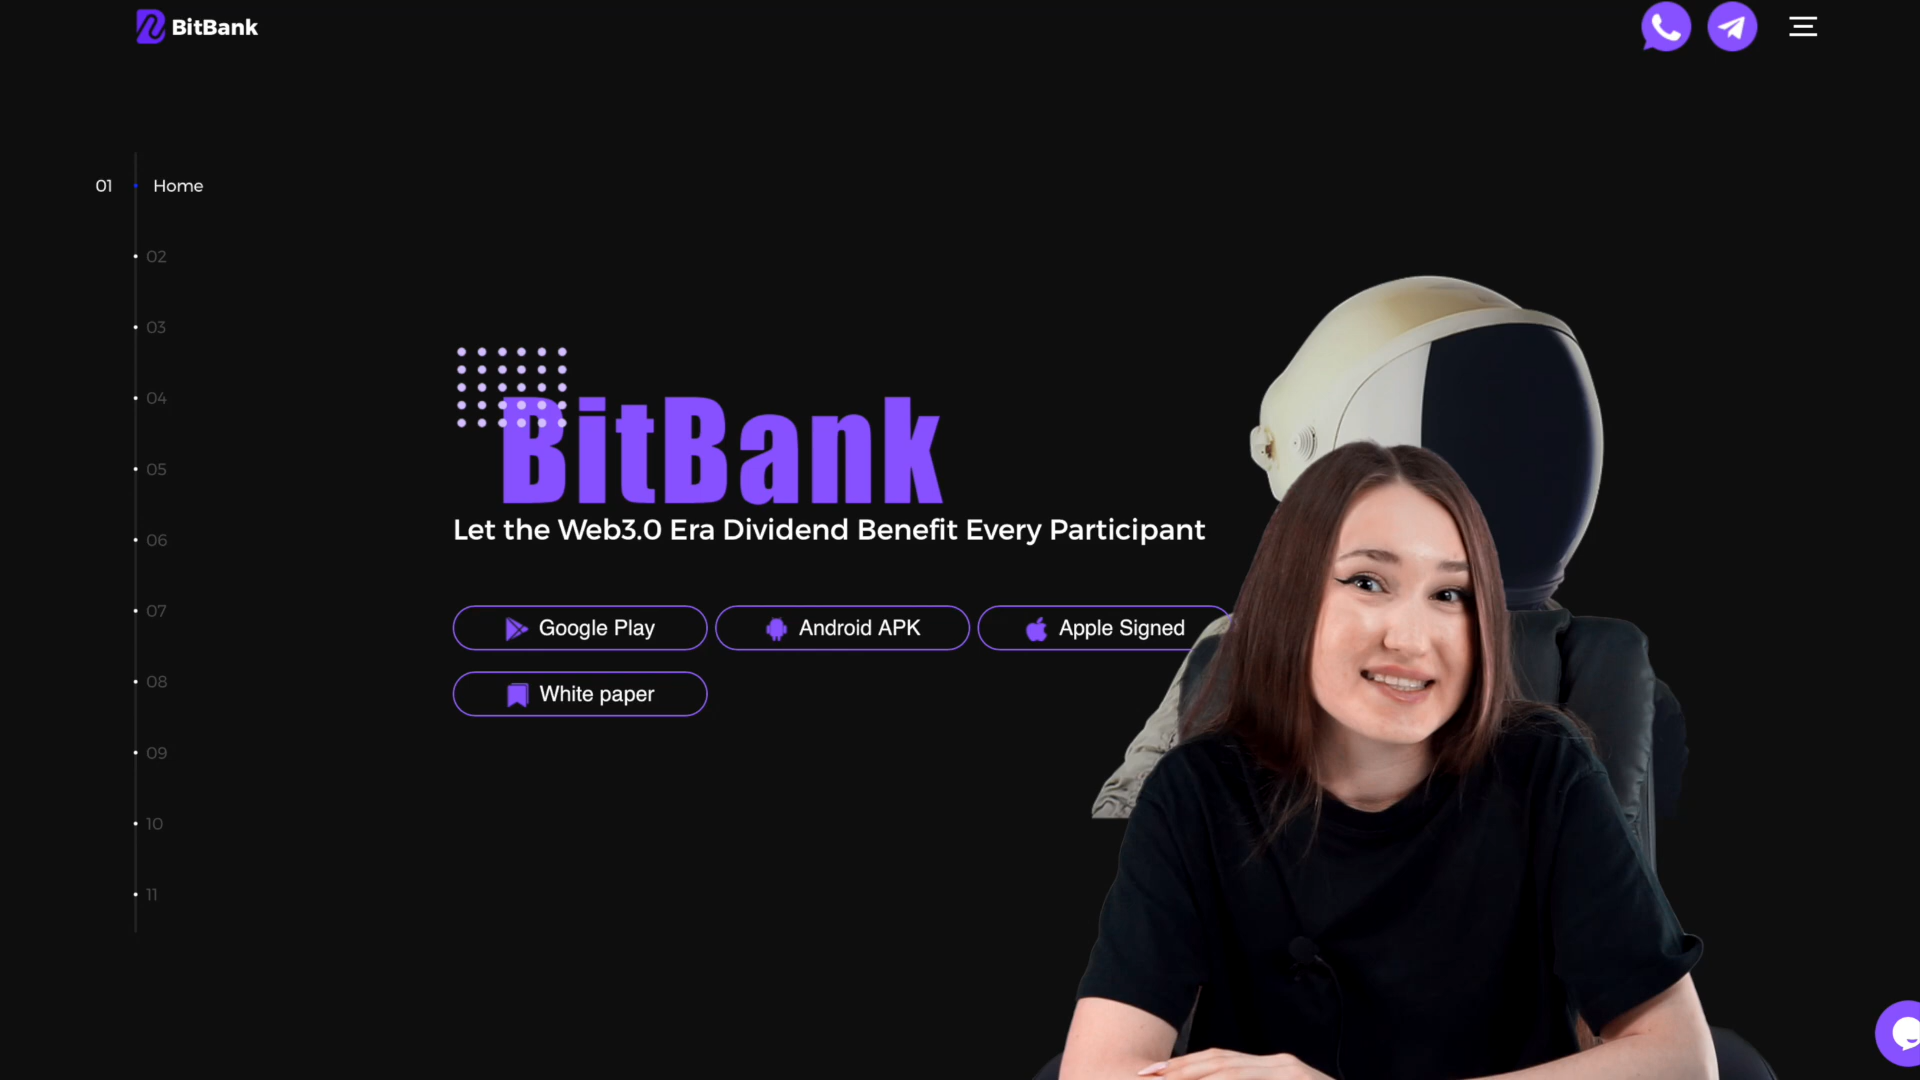 BitBank
01 Home
02
03
04
05
06
07
08
09
10
11
BitBank
Let the Web3.0 Era Dividend Benefit Every Participant
Google Play
Android APK
Apple Signed
White paper